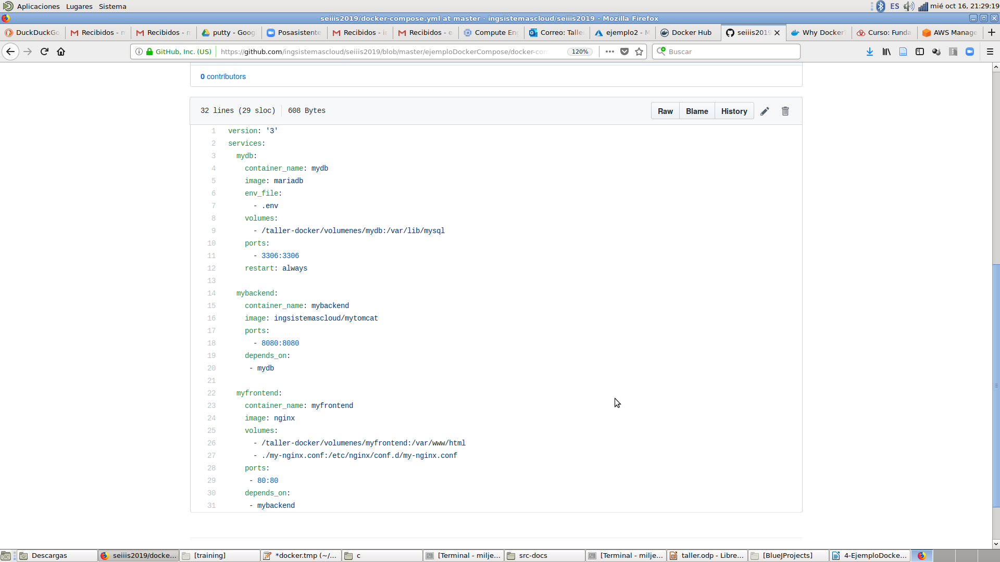 Aplicaciones Lugares Sistema ES mié oct 16, 21:29:19
seiiis2019/docker-compose.yml at master · ingsistemascloud/seiiis2019 - Mozilla Firefox
DuckDuckGo Recibidos - Recibidos - putty - Goog Posasistente Recibidos - Recibidos - Compute En Correo: Talle ejemplo2 - M Docker Hub seiiis2019 Why Docker? Curso: Funda AWS Manage
GitHub, Inc. (US) https://github.com/ingsistemascloud/seiiis2019/blob/master/ejemploDockerCompose/docker-con 120% Buscar
0 contributors
32 lines (29 sloc) 608 Bytes Raw Blame History
1 version: '3'
2 services:
3 mydb:
4 container_name: mydb
5 image: mariadb
6 env_file:
7 - .env
8 volumes:
9 - /taller-docker/volumenes/mydb:/var/lib/mysql
10 ports:
11 - 3306:3306
12 restart: always
13
14 mybackend:
15 container_name: mybackend
16 image: ingsistemascloud/mytomcat
17 ports:
18 - 8080:8080
19 depends_on:
20 - mydb
21
22 myfrontend:
23 container_name: myfrontend
24 image: nginx
25 volumes:
26 - /taller-docker/volumenes/myfrontend:/var/www/html
27 - ./my-nginx.conf:/etc/nginx/conf.d/my-nginx.conf
28 ports:
29 - 80:80
30 depends_on:
31 - mybackend
Descargas seiiis2019/docke... [training] *docker.tmp (~/... c [Terminal - milje... src-docs [Terminal - milje... taller.odp - Libre... [BlueJProjects] 4-EjemploDocke...